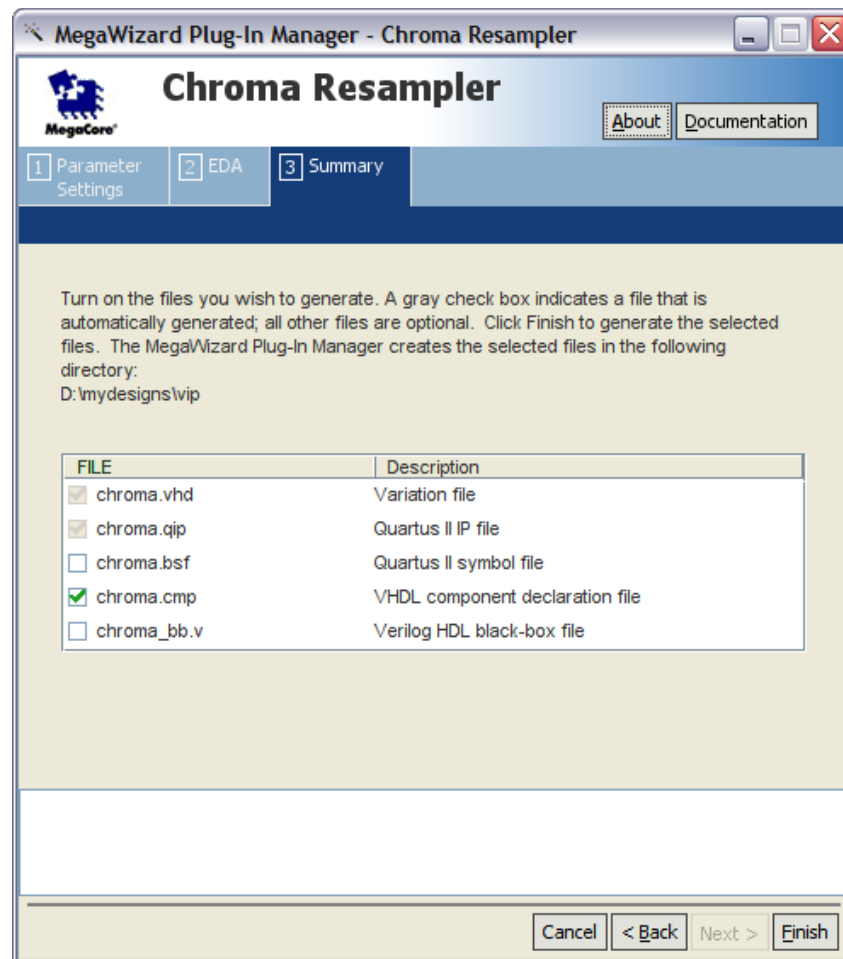 MegaWizard Plug-In Manager - Chroma Resampler
MegaCore®
Chroma Resampler
About
Documentation
1 Parameter
Settings
2 EDA
3 Summary
Turn on the files you wish to generate. A gray check box indicates a file that is
automatically generated; all other files are optional. Click Finish to generate the selected
files. The MegaWizard Plug-In Manager creates the selected files in the following
directory:
D:\mydesigns\vip
FILE Description
chroma.vhd Variation file
chroma.qip Quartus II IP file
chroma.bsf Quartus II symbol file
chroma.cmp VHDL component declaration file
chroma_bb.v Verilog HDL black-box file
Cancel < Back Next > Finish